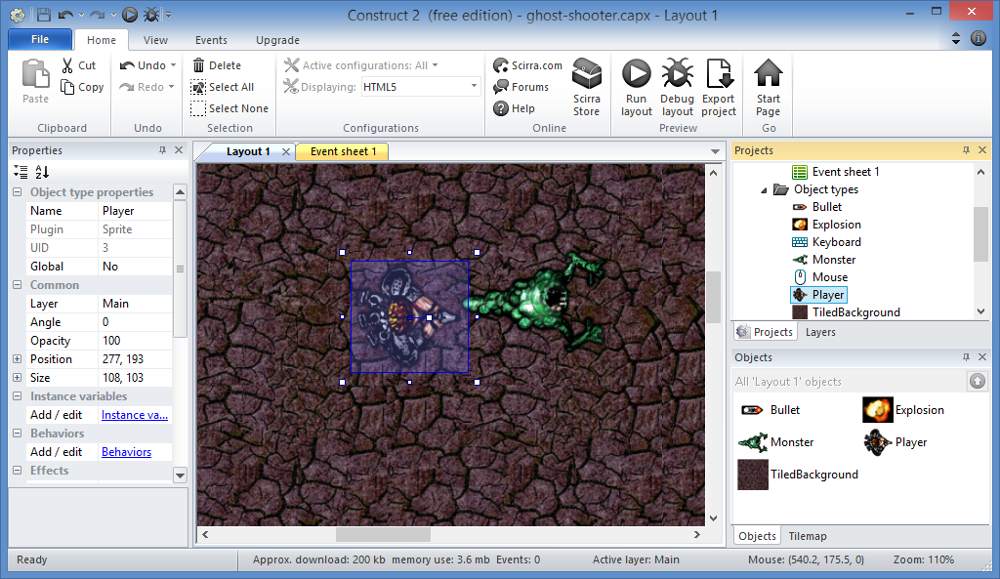 Construct 2 (free edition) - ghost-shooter.capx - Layout 1
File Home View Events Upgrade
Paste
Cut
Copy
Clipboard
Undo
Redo
Undo
Delete
Select All
Select None
Selection
Active configurations: All
Displaying: HTML5
Configurations
Scirra.com
Forums
Help
Scirra
Store
Online
Run
layout
Debug
layout
Export
project
Preview
Start
Page
Go
Properties
Object type properties
Name Player
Plugin Sprite
UID 3
Global No
Common
Layer Main
Angle 0
Opacity 100
Position 277, 193
Size 108, 103
Instance variables
Add / edit Instance va...
Behaviors
Add / edit Behaviors
Effects
Layout 1
Event sheet 1
Projects
Event sheet 1
Object types
Bullet
Explosion
Keyboard
Monster
Mouse
Player
TiledBackground
Projects Layers
Objects
All 'Layout 1' objects
Bullet Explosion
Monster Player
TiledBackground
Objects Tilemap
Ready Approx. download: 200 kb memory use: 3.6 mb Events: 0 Active layer: Main Mouse: (540.2, 175.5, 0) Zoom: 110%